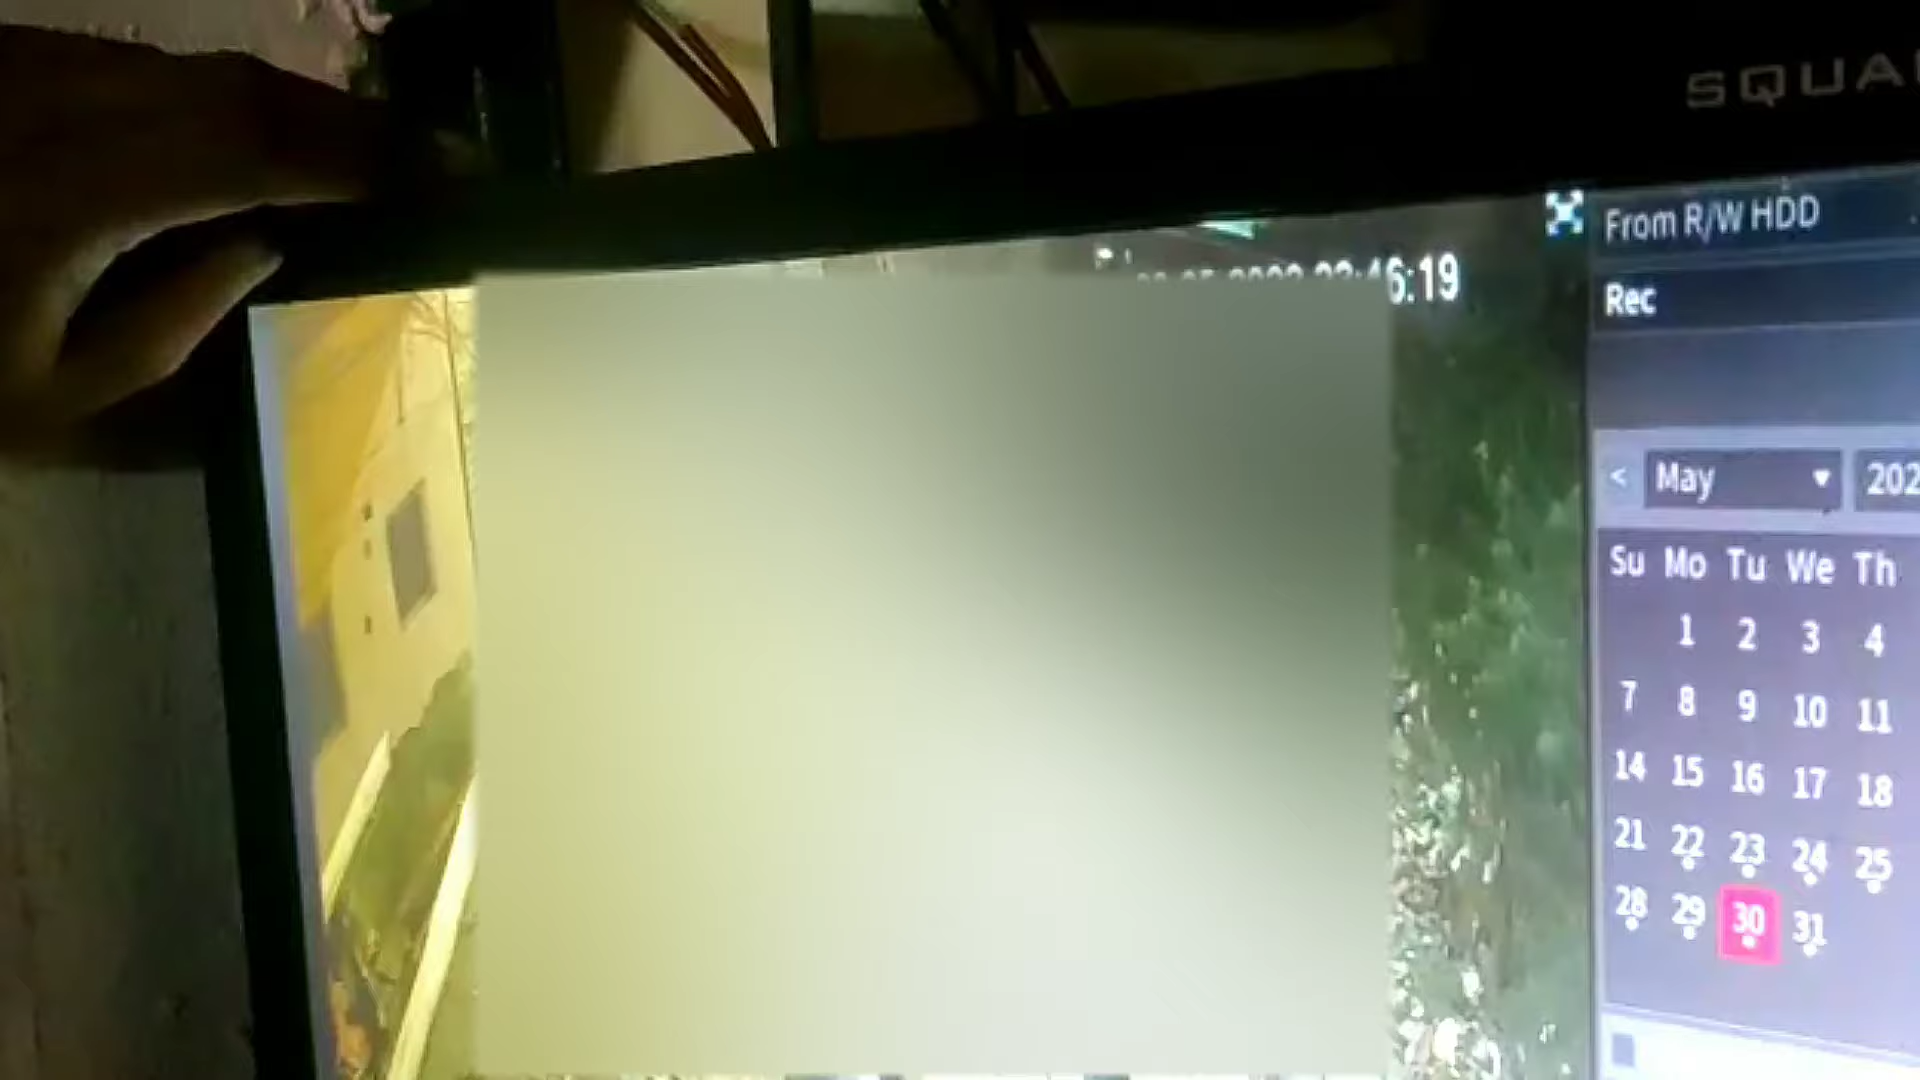 SQUA
6:19
From R/W HDD
Rec
< May ▼ 202
Su Mo Tu We Th
1 2 3 4
7 8 9 10 11
14 15 16 17 18
21 22 23 24 25
28 29 30 31